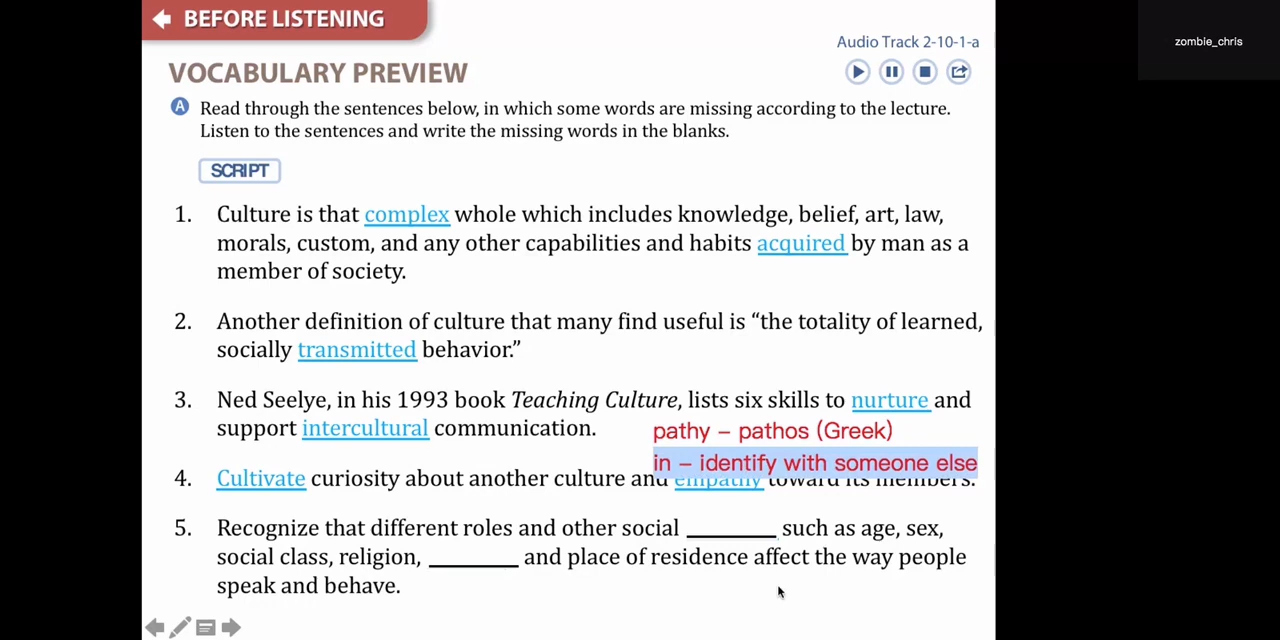 BEFORE LISTENING
zombie_chris
Audio Track 2-10-1-a
VOCABULARY PREVIEW
A Read through the sentences below, in which some words are missing according to the lecture.
Listen to the sentences and write the missing words in the blanks.
SCRIPT
1. Culture is that complex whole which includes knowledge, belief, art, law,
morals, custom, and any other capabilities and habits acquired by man as a
member of society.
2. Another definition of culture that many find useful is “the totality of learned,
socially transmitted behavior.”
3. Ned Seelye, in his 1993 book Teaching Culture, lists six skills to nurture and
support intercultural communication.
pathy – pathos (Greek)
in – identify with someone else
4. Cultivate curiosity about another culture and empathy toward its members.
5. Recognize that different roles and other social ________ such as age, sex,
social class, religion, ________ and place of residence affect the way people
speak and behave.